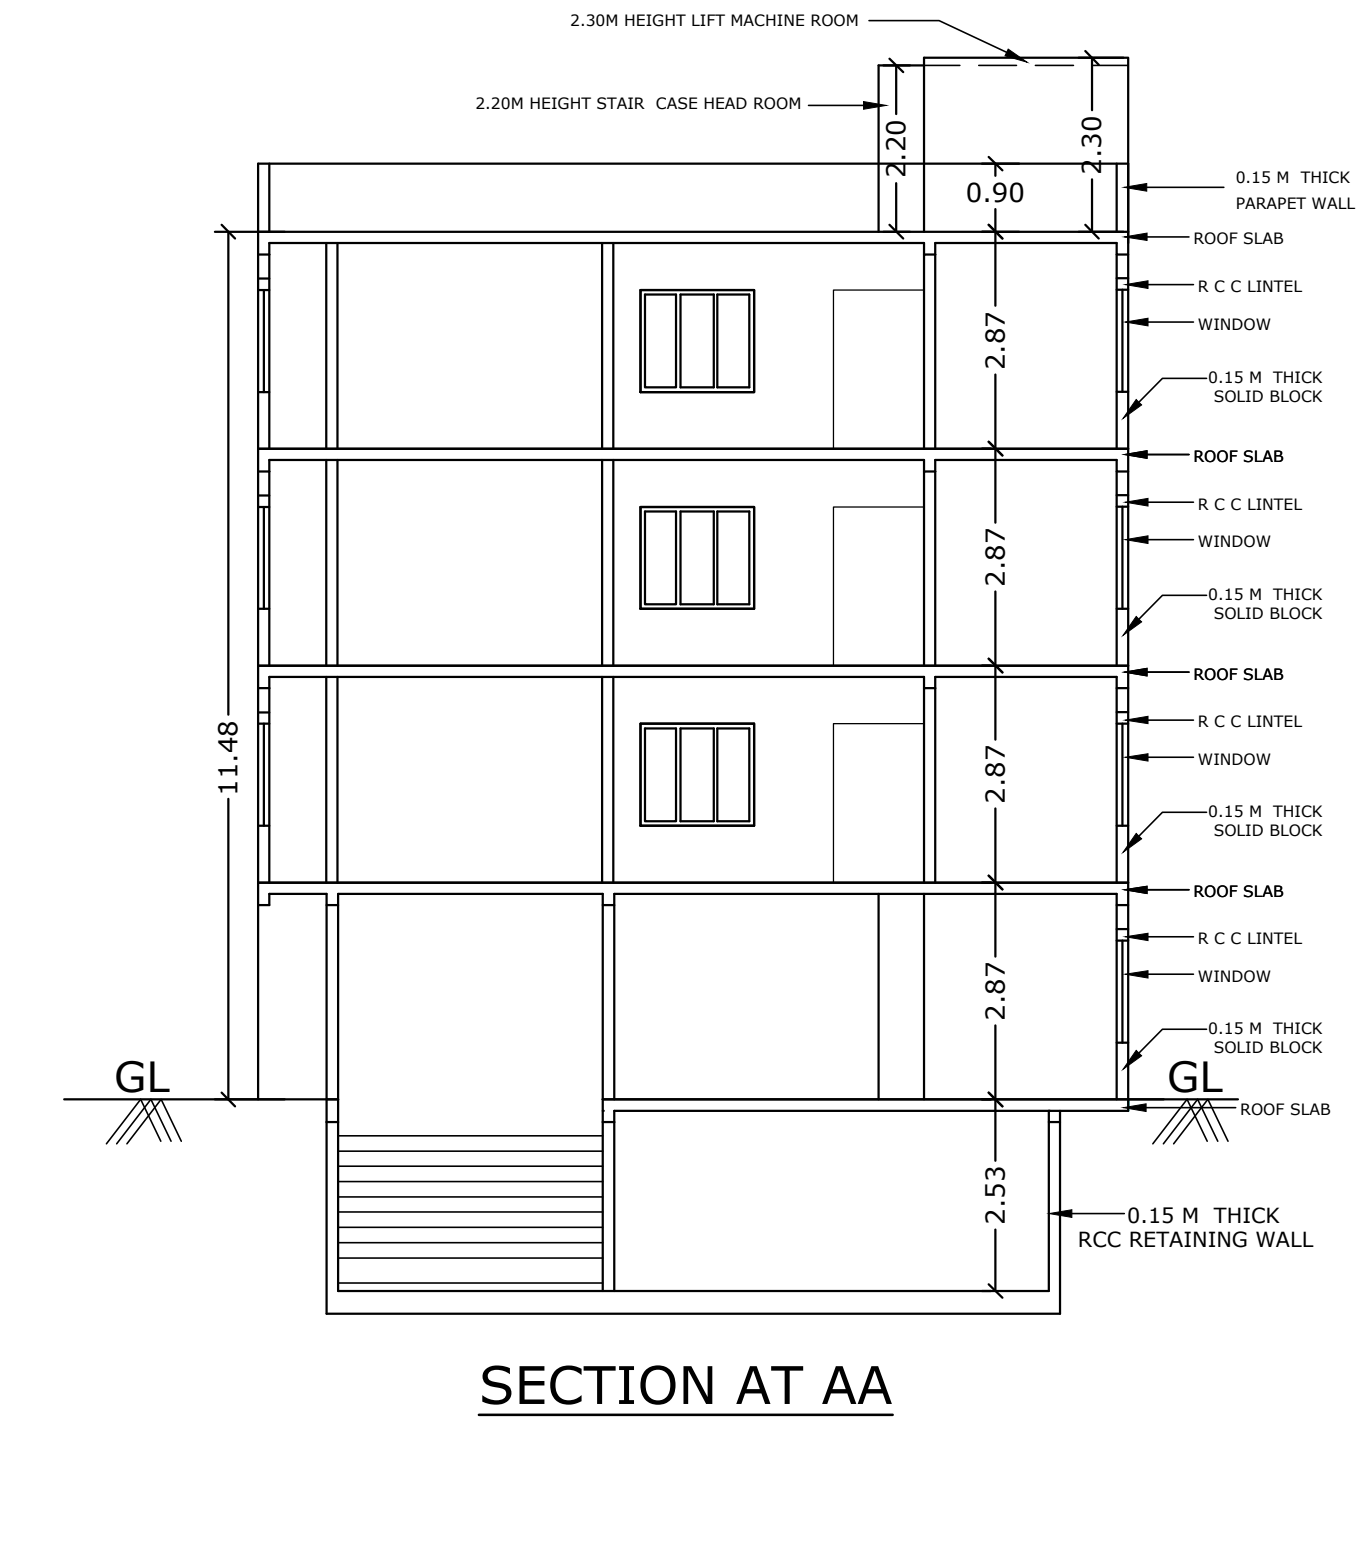 2.30M HEIGHT LIFT MACHINE ROOM
2.20M HEIGHT STAIR CASE HEAD ROOM
2.20
2.30
0.90
0.15 M THICK
PARAPET WALL
ROOF SLAB
R C C LINTEL
WINDOW
2.87
0.15 M THICK
SOLID BLOCK
ROOF SLAB
R C C LINTEL
WINDOW
2.87
0.15 M THICK
SOLID BLOCK
ROOF SLAB
R C C LINTEL
11.48
WINDOW
2.87
0.15 M THICK
SOLID BLOCK
ROOF SLAB
R C C LINTEL
WINDOW
2.87
0.15 M THICK
SOLID BLOCK
GL
GL
ROOF SLAB
2.53
0.15 M THICK
RCC RETAINING WALL
SECTION AT AA